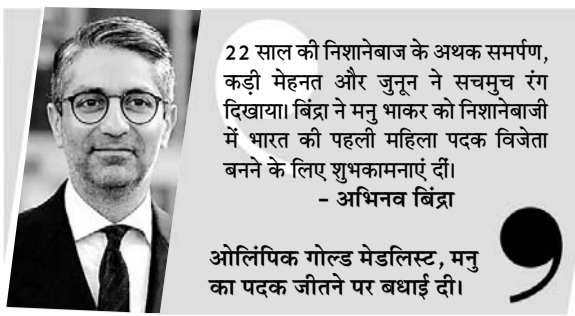 22 साल की निशानेबाज के अथक समर्पण,
कड़ी मेहनत और जुनून ने सचमुच रंग
दिखाया। बिंद्रा ने मनु भाकर को निशानेबाजी
में भारत की पहली महिला पदक विजेता
बनने के लिए शुभकामनाएं दीं।
– अभिनव बिंद्रा
ओलिंपिक गोल्ड मेडलिस्ट, मनु
का पदक जीतने पर बधाई दी।